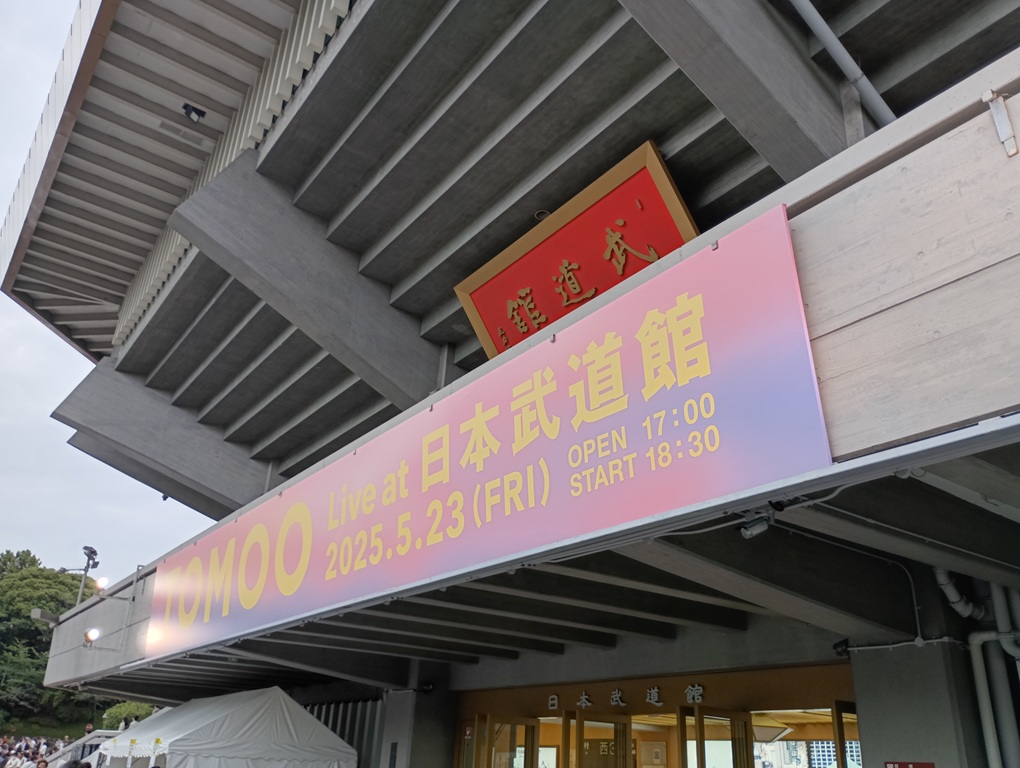 武道館
TOMOO
Live at 日本武道館
2025.5.23(FRI)
OPEN 17:00
START 18:30
日本武道館